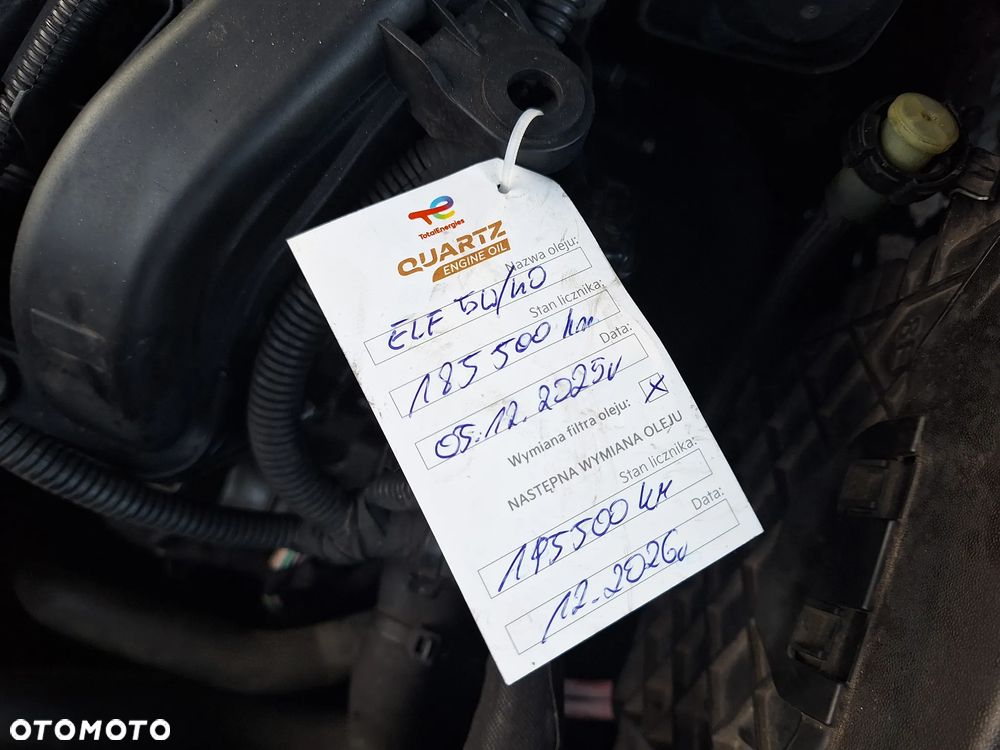 TotalEnergies
QUARTZ
ENGINE OIL
Nazwa oleju:
ELF 5W/40
Stan licznika:
185 500 km
Data:
05.12.2025r
Wymiana filtra oleju: X
NASTĘPNA WYMIANA OLEJU
Stan licznika:
195500 km
Data:
12.2026r
OTOMOTO